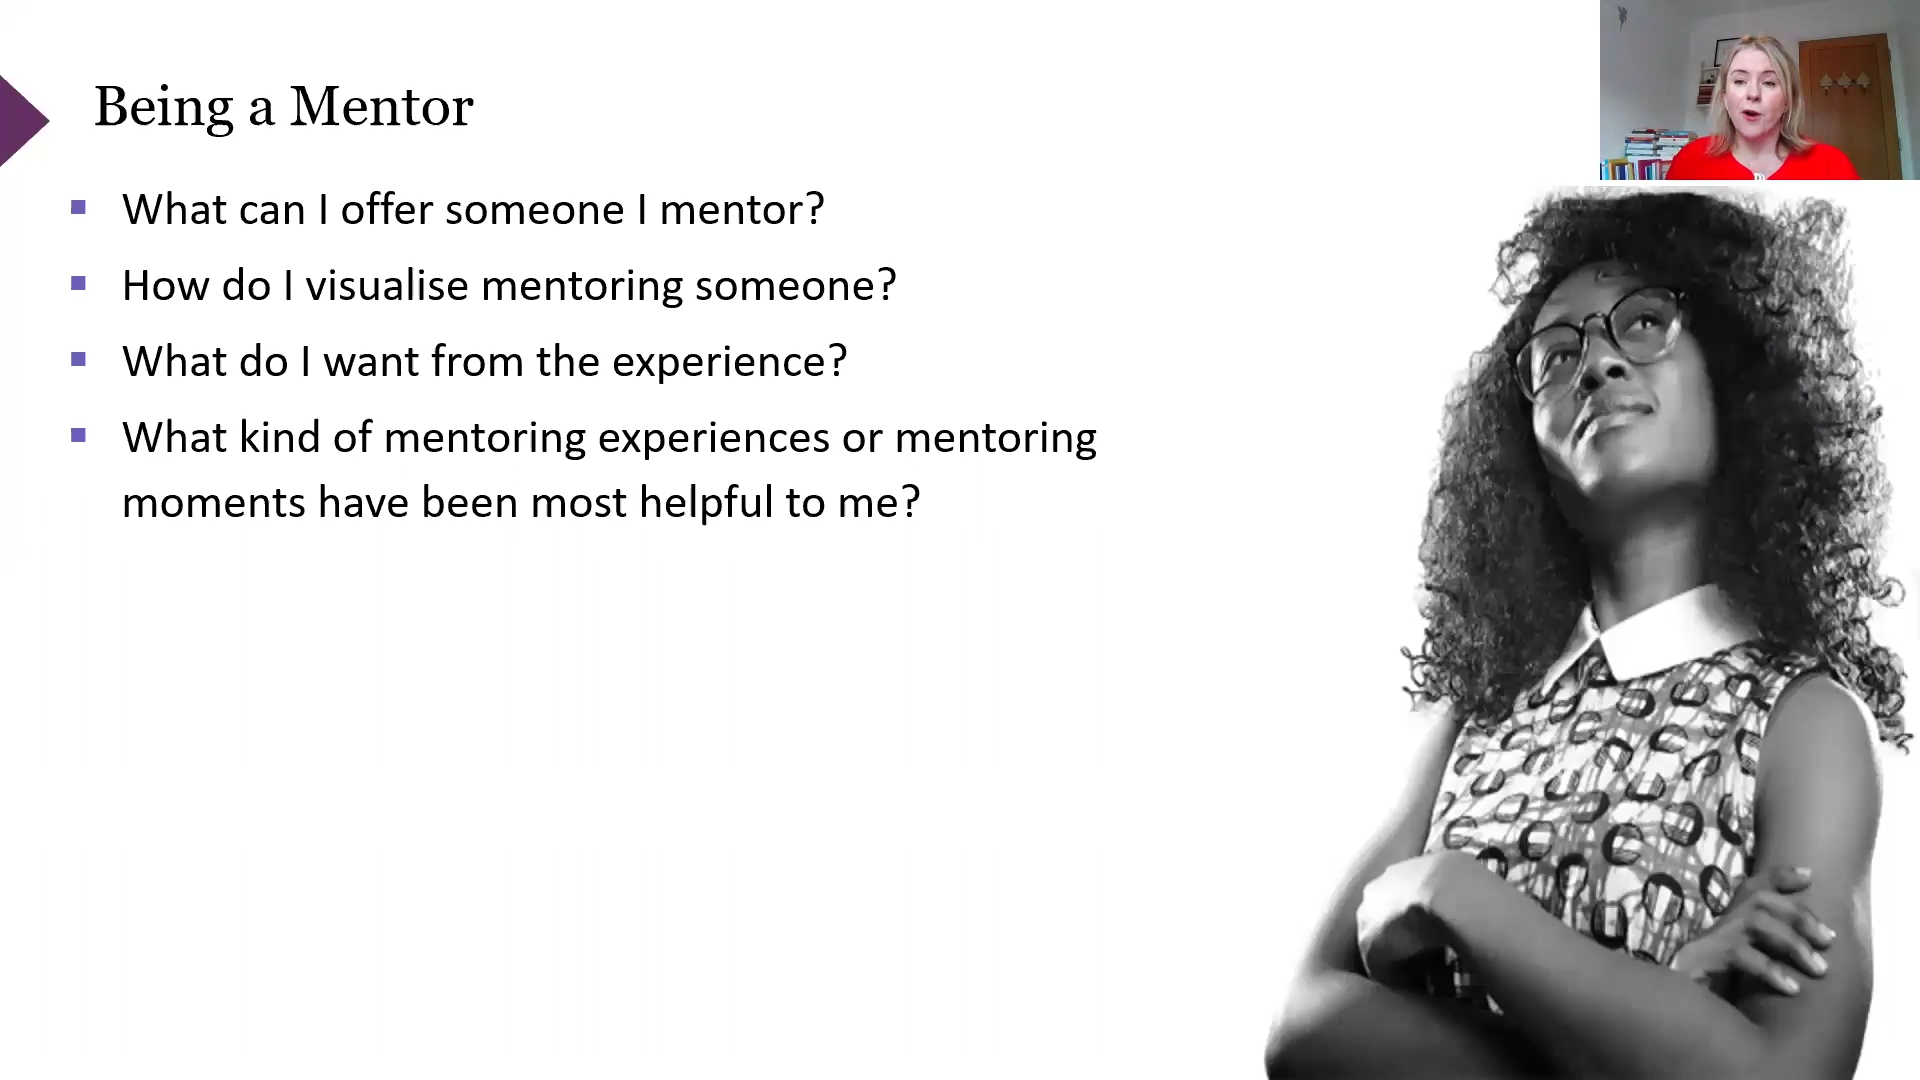 Being a Mentor
What can I offer someone I mentor?
How do I visualise mentoring someone?
What do I want from the experience?
What kind of mentoring experiences or mentoring
moments have been most helpful to me?